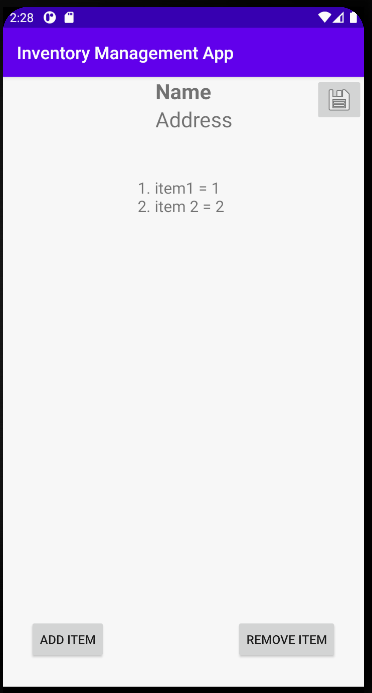 2:28
Inventory Management App
Name
Address
1. item1 = 1
2. item 2 = 2
ADD ITEM
REMOVE ITEM